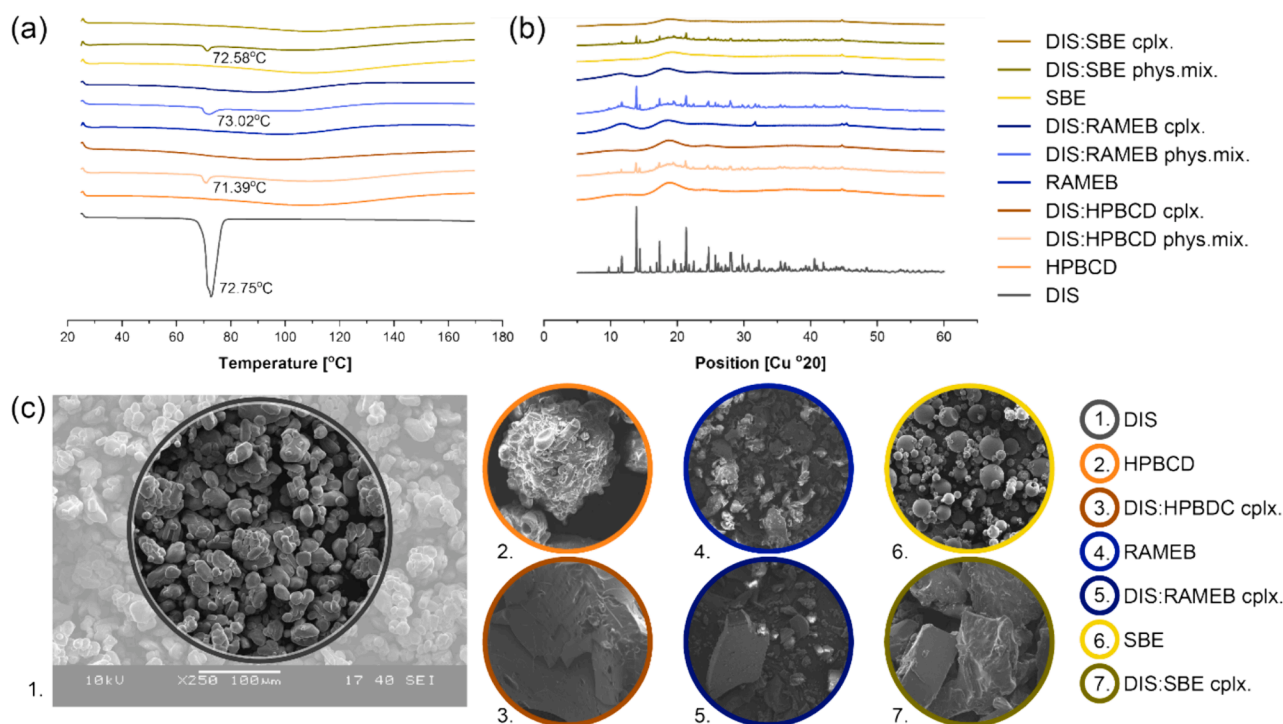 (a)
72.58°C
73.02°C
71.39°C
72.75°C
20 40 60 80 100 120 140 160 180
Temperature [°C]
(b)
0 10 20 30 40 50 60
Position [Cu °20]
DIS:SBE cplx.
DIS:SBE phys.mix.
SBE
DIS:RAMEB cplx.
DIS:RAMEB phys.mix.
RAMEB
DIS:HPBCD cplx.
DIS:HPBCD phys.mix.
HPBCD
DIS
(c)
10kV X250 100μm 17 40 SEI
1.
2.
4.
6.
3.
5.
7.
1. DIS
2. HPBCD
3. DIS:HPBDC cplx.
4. RAMEB
5. DIS:RAMEB cplx.
6. SBE
7. DIS:SBE cplx.